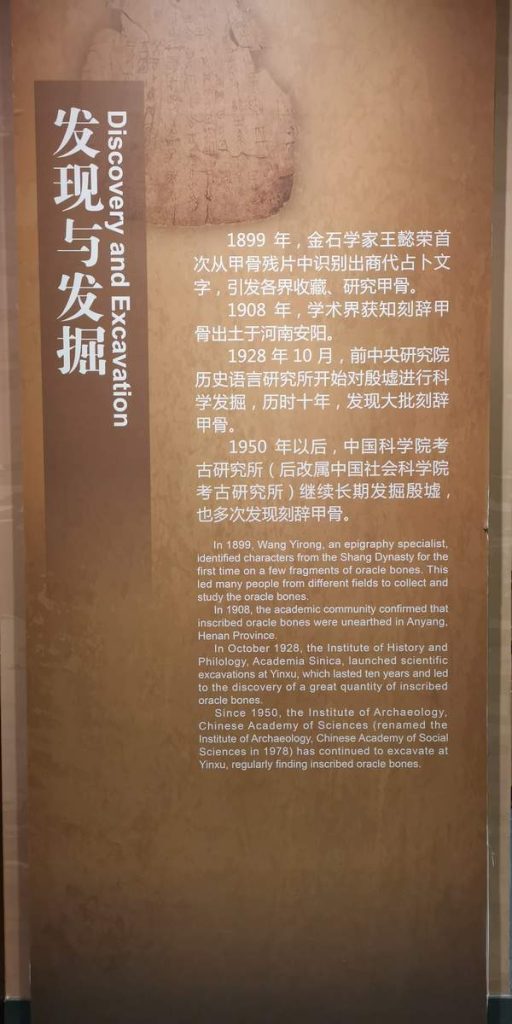 发现与发掘
Discovery and Excavation
1899 年，金石学家王懿荣首
次从甲骨残片中识别出商代占卜文
字，引发各界收藏、研究甲骨。
1908 年，学术界获知刻辞甲
骨出土于河南安阳。
1928 年 10 月，前中央研究院
历史语言研究所开始对殷墟进行科
学发掘，历时十年，发现大批刻辞
甲骨。
1950 年以后，中国科学院考
古研究所（后改属中国社会科学院
考古研究所）继续长期发掘殷墟，
也多次发现刻辞甲骨。
In 1899, Wang Yirong, an epigraphy specialist,
identified characters from the Shang Dynasty for the
first time on a few fragments of oracle bones. This
led many people from different fields to collect and
study the oracle bones.
In 1908, the academic community confirmed that
inscribed oracle bones were unearthed in Anyang,
Henan Province.
In October 1928, the Institute of History and
Philology, Academia Sinica, launched scientific
excavations at Yinxu, which lasted ten years and led
to the discovery of a great quantity of inscribed
oracle bones.
Since 1950, the Institute of Archaeology,
Chinese Academy of Sciences (renamed the
Institute of Archaeology, Chinese Academy of Social
Sciences in 1978) has continued to excavate at
Yinxu, regularly finding inscribed oracle bones.